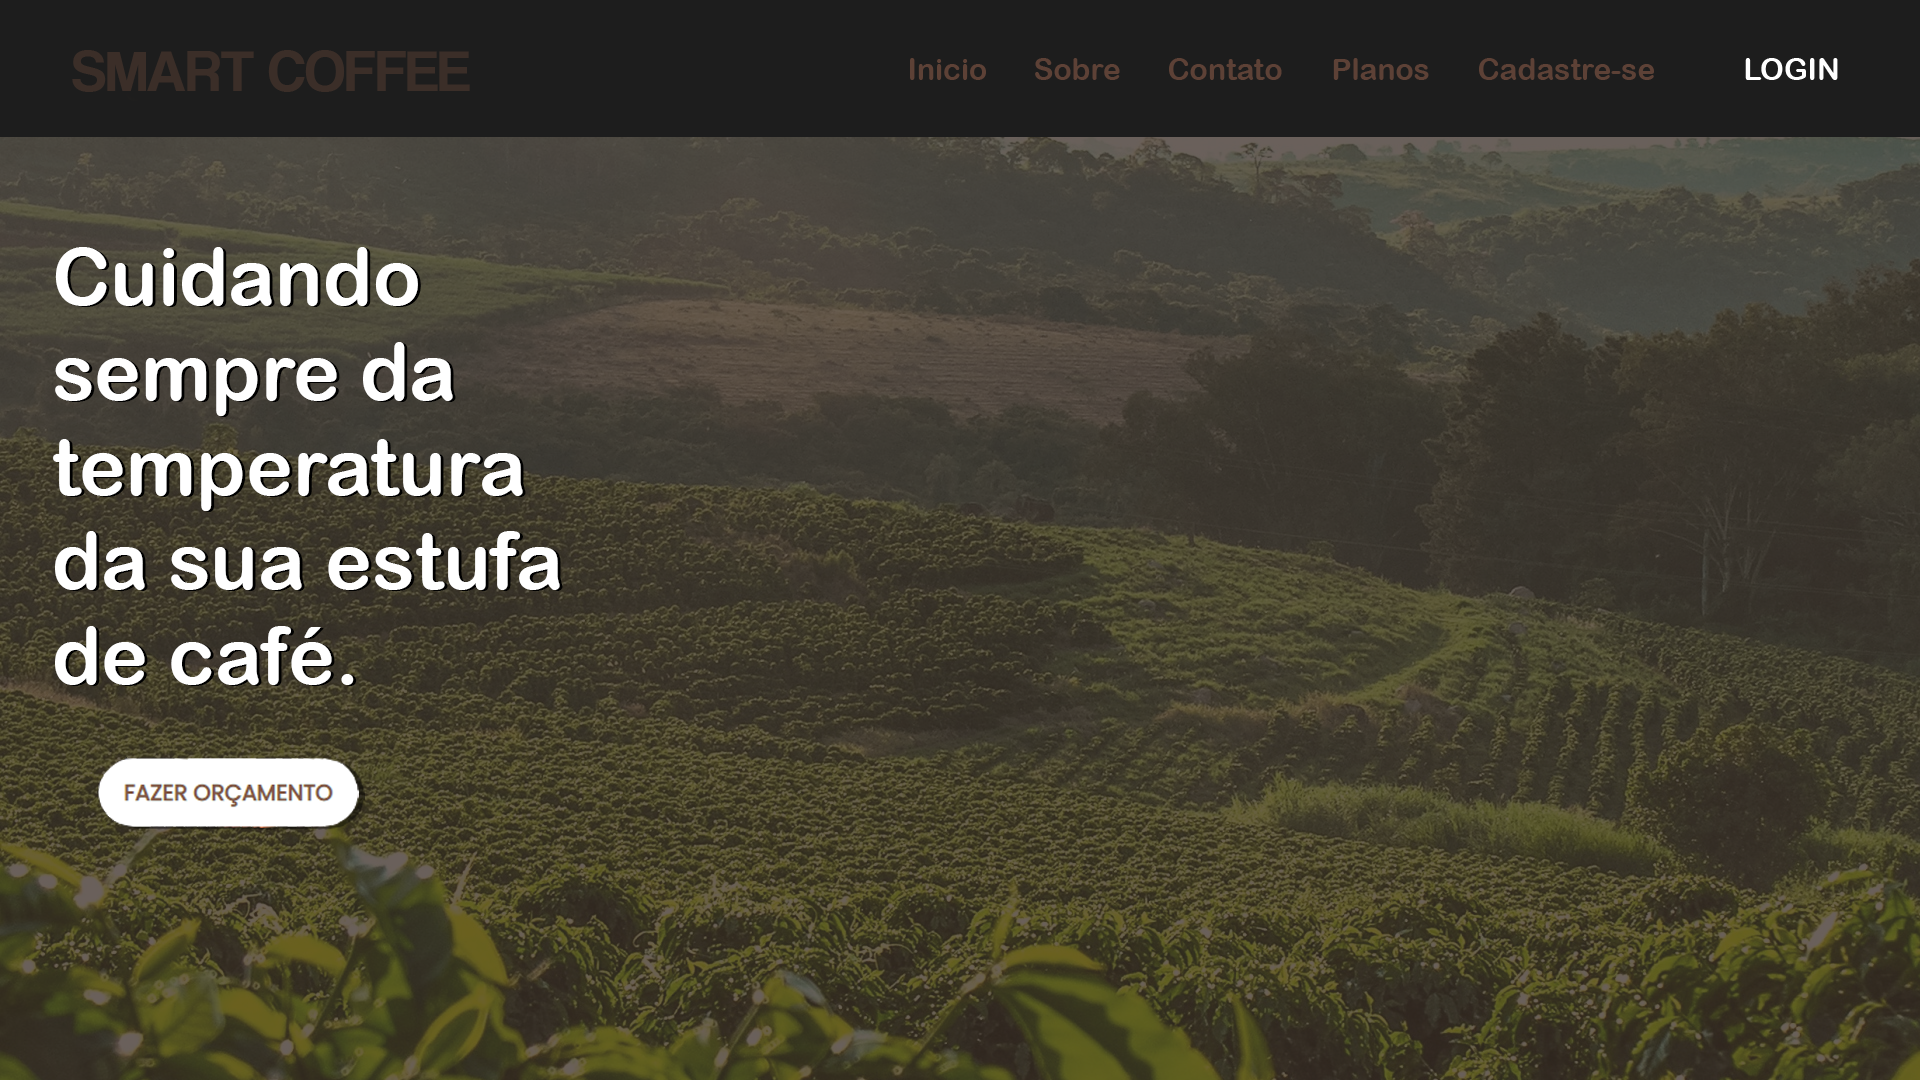 SMART COFFEE
Inicio Sobre Contato Planos Cadastre-se LOGIN
Cuidando
sempre da
temperatura
da sua estufa
de café.
FAZER ORÇAMENTO